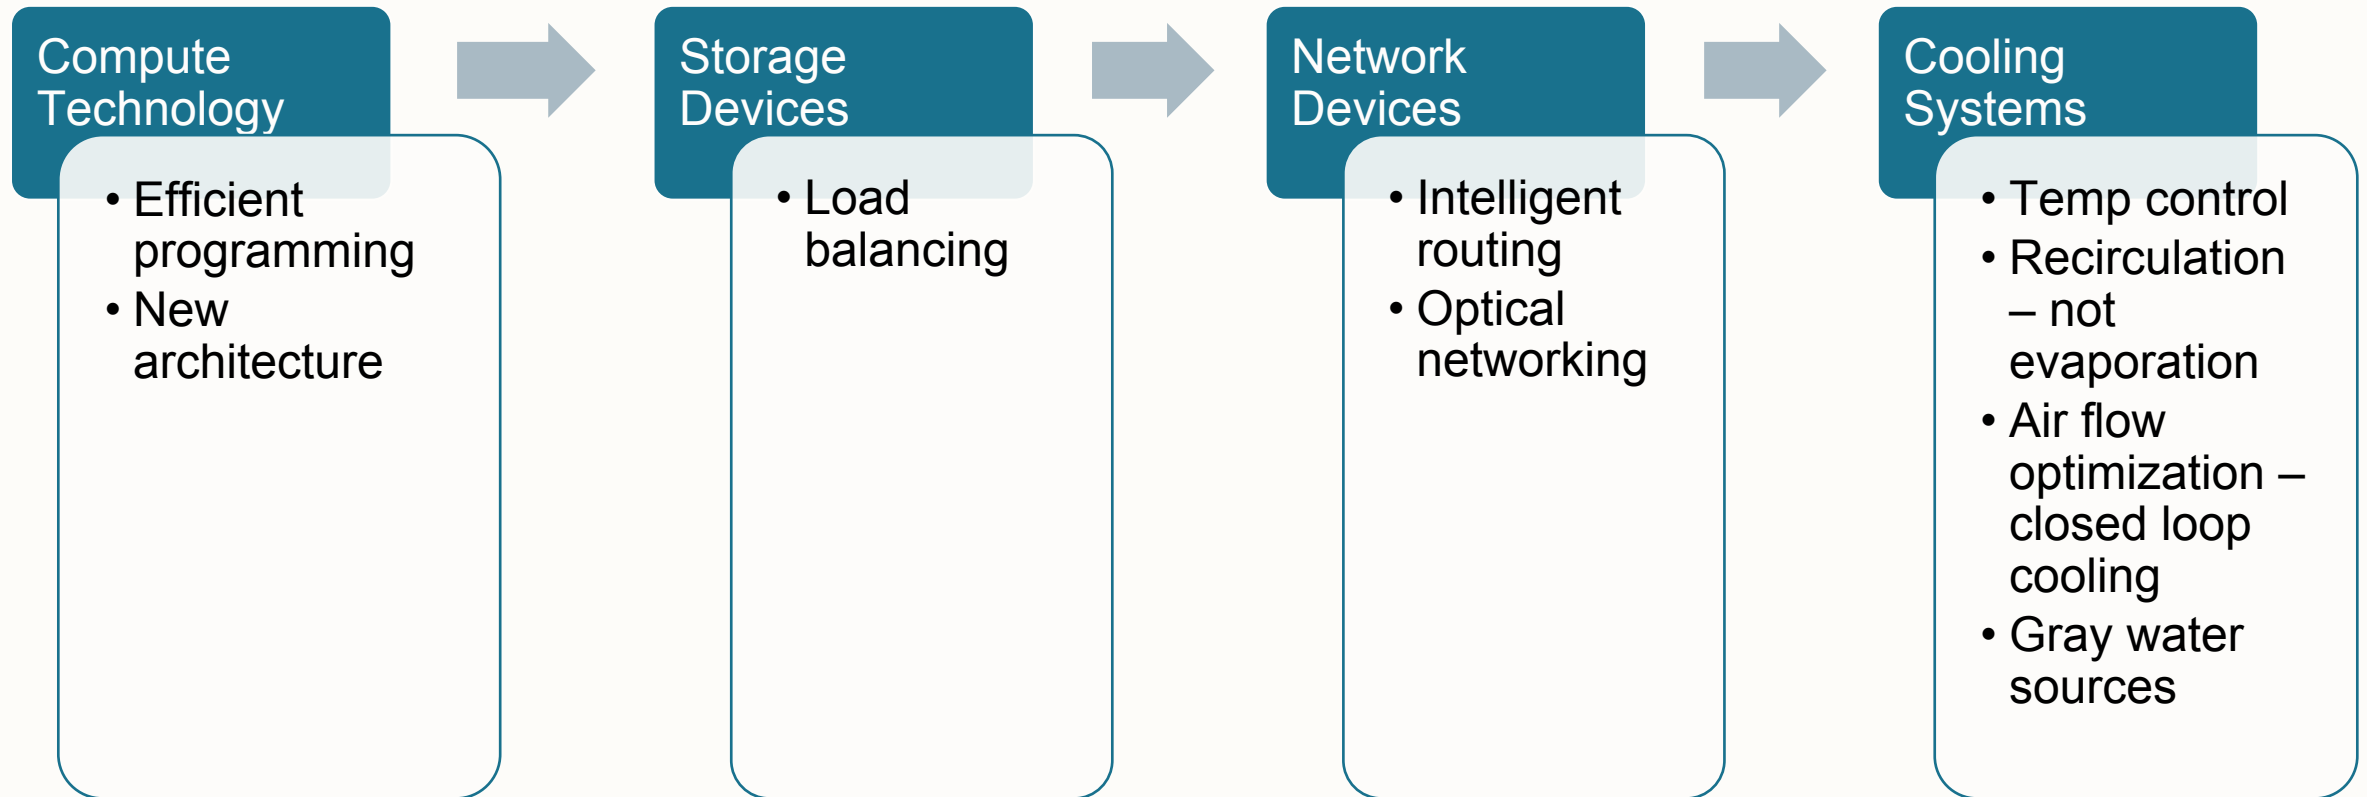 Compute
Technology
• Efficient
programming
• New
architecture
Storage
Devices
• Load
balancing
Network
Devices
• Intelligent
routing
• Optical
networking
Cooling
Systems
• Temp control
• Recirculation
– not
evaporation
• Air flow
optimization –
closed loop
cooling
• Gray water
sources